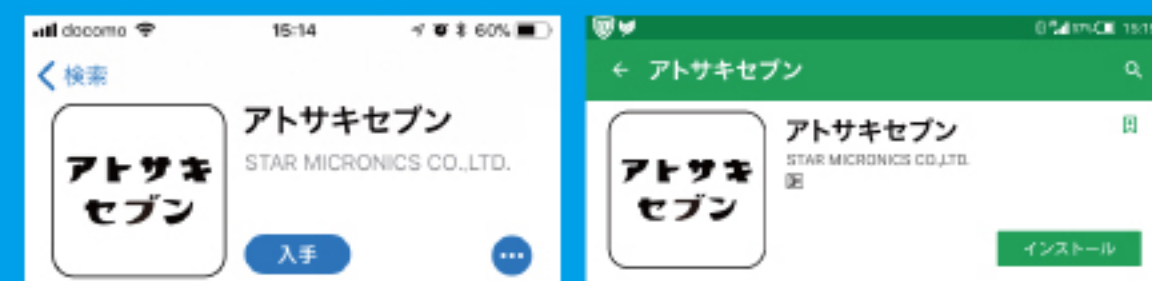 docomo 15:14 60%
検索
アトサキ
セブン
アトサキセブン
STAR MICRONICS CO.,LTD.
入手
アトサキセブン
アトサキ
セブン
アトサキセブン
STAR MICRONICS CO.,LTD.
インストール